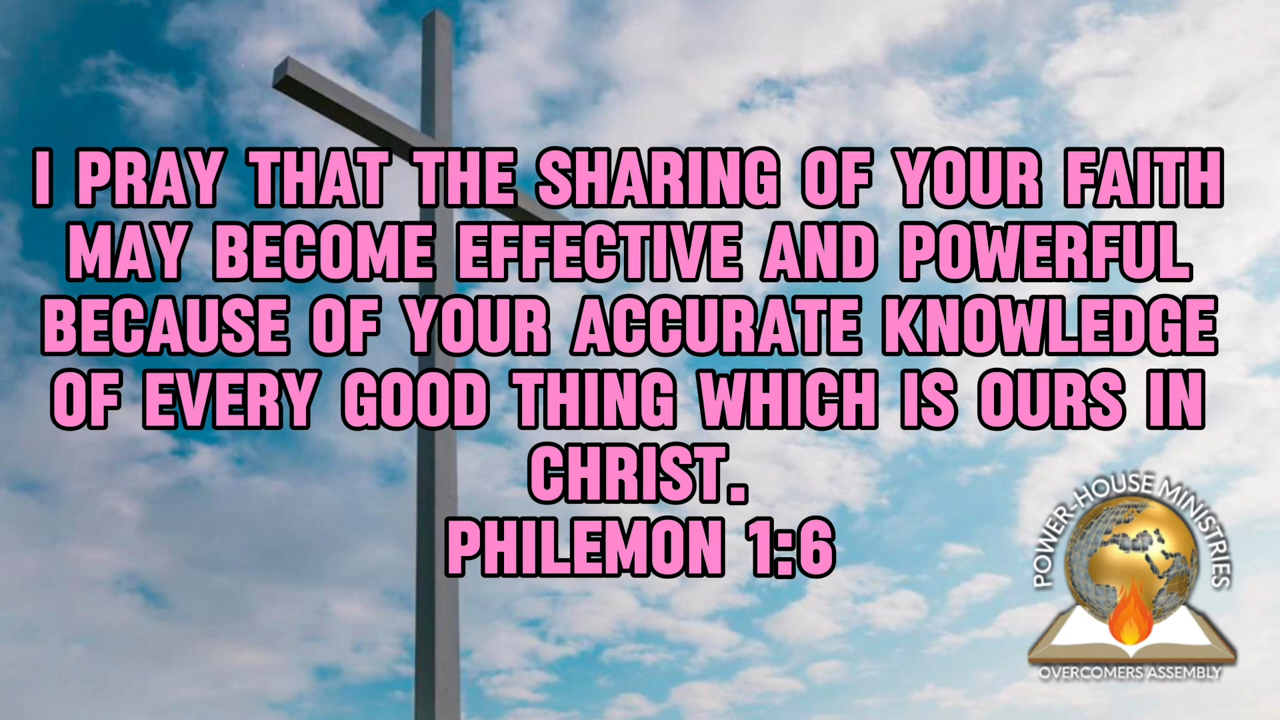 I PRAY THAT THE SHARING OF YOUR FAITH
MAY BECOME EFFECTIVE AND POWERFUL
BECAUSE OF YOUR ACCURATE KNOWLEDGE
OF EVERY GOOD THING WHICH IS OURS IN
CHRIST.
PHILEMON 1:6
POWER-HOUSE MINISTRIES
OVERCOMERS ASSEMBLY